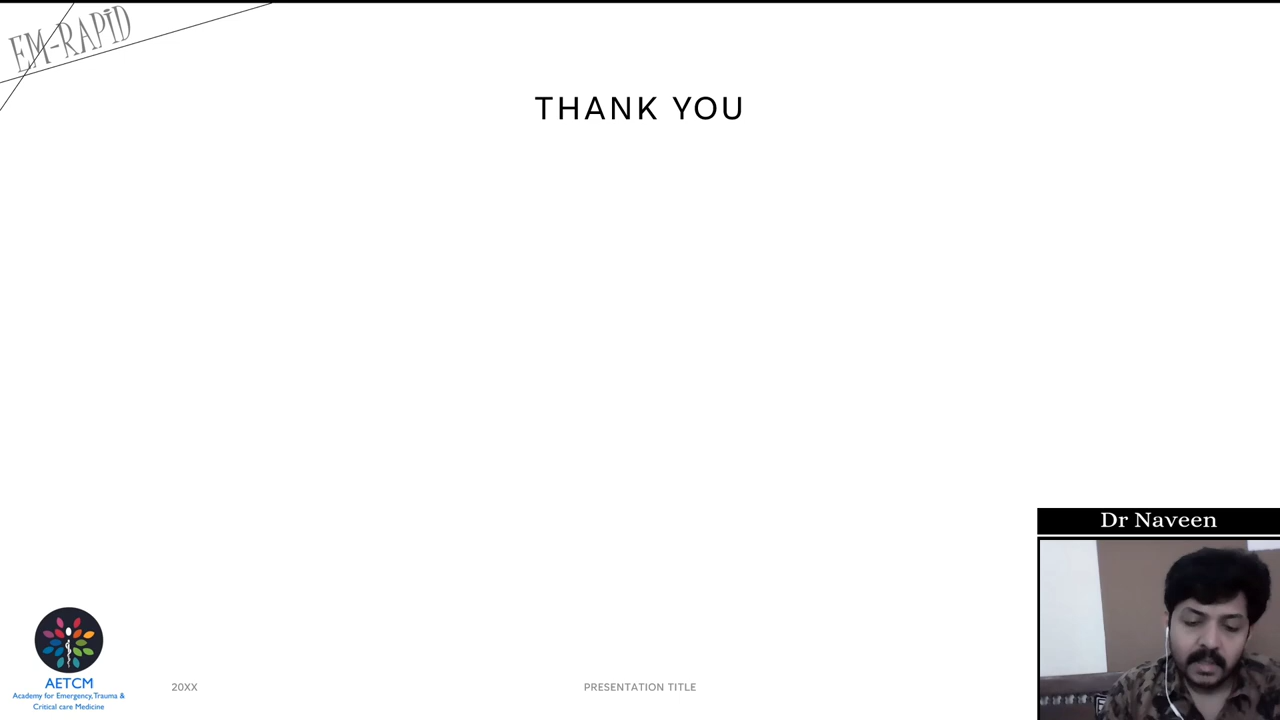 EM-RAPiD
THANK YOU
Dr Naveen
AETCM
Academy for Emergency,Trauma &
Critical care Medicine
20XX
PRESENTATION TITLE